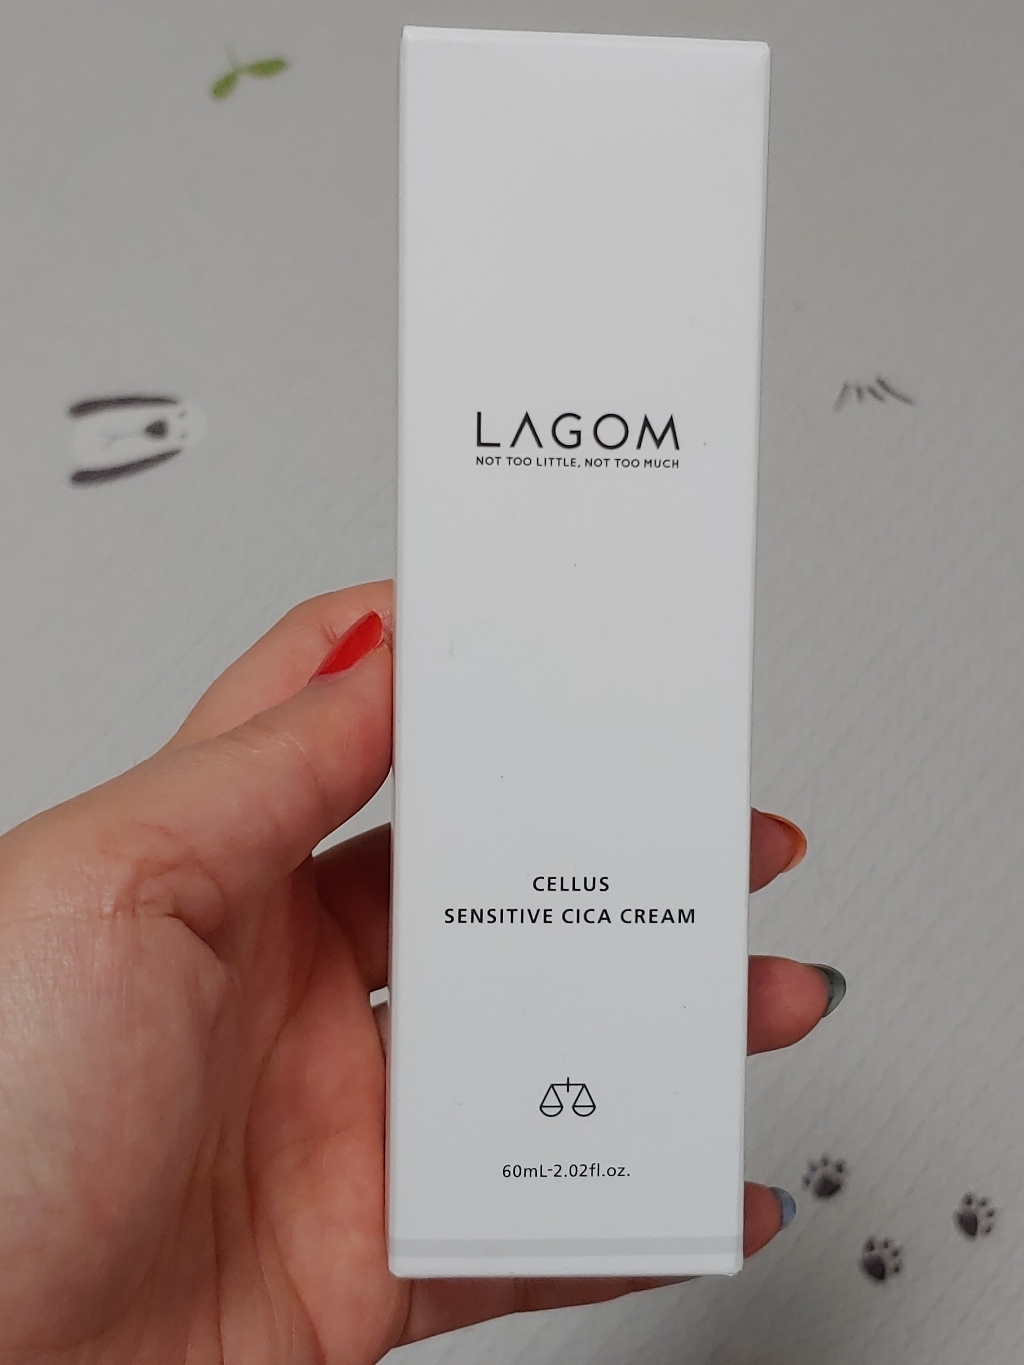 LAGOM
NOT TOO LITTLE, NOT TOO MUCH
CELLUS
SENSITIVE CICA CREAM
60mL-2.02fl.oz.